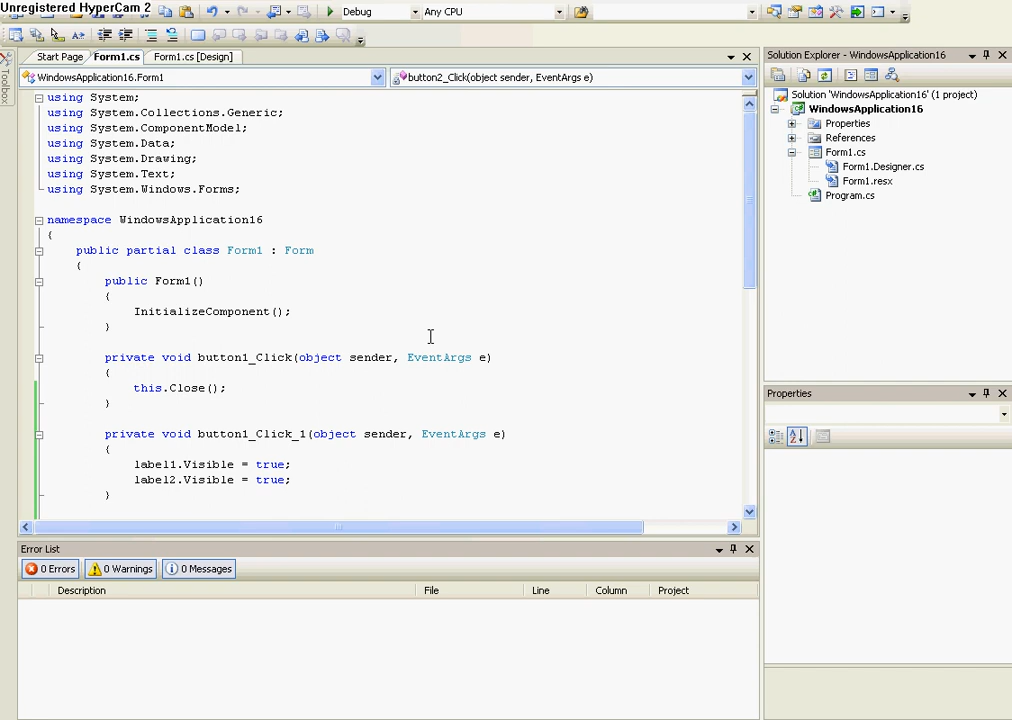 Unregistered HyperCam 2
Debug
Any CPU
Start Page
Form1.cs
Form1.cs [Design]
WindowsApplication16.Form1
button2_Click(object sender, EventArgs e)
Toolbox
using System;
using System.Collections.Generic;
using System.ComponentModel;
using System.Data;
using System.Drawing;
using System.Text;
using System.Windows.Forms;
namespace WindowsApplication16
{
public partial class Form1 : Form
{
public Form1()
{
InitializeComponent();
}
private void button1_Click(object sender, EventArgs e)
{
this.Close();
}
private void button1_Click_1(object sender, EventArgs e)
{
label1.Visible = true;
label2.Visible = true;
}
Solution Explorer - WindowsApplication16
Solution 'WindowsApplication16' (1 project)
WindowsApplication16
Properties
References
Form1.cs
Form1.Designer.cs
Form1.resx
Program.cs
Properties
Error List
0 Errors
0 Warnings
0 Messages
Description
File
Line
Column
Project